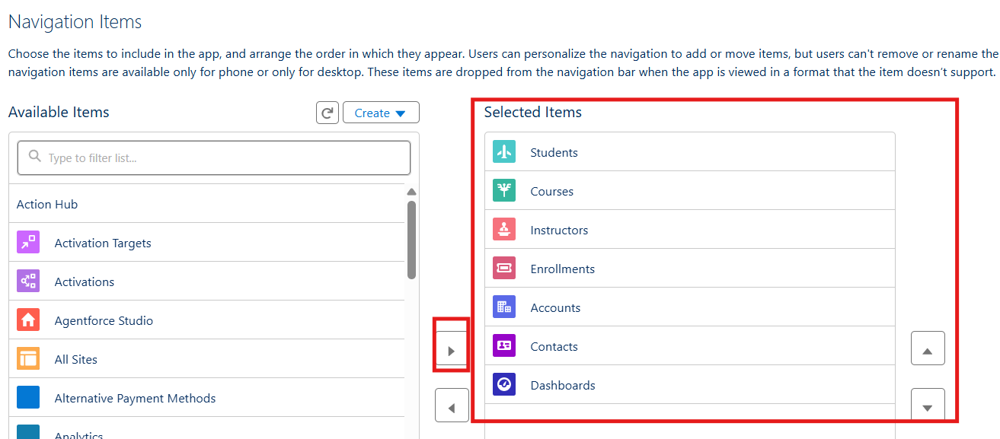 Navigation Items
Choose the items to include in the app, and arrange the order in which they appear. Users can personalize the navigation to add or move items, but users can't remove or rename the
navigation items are available only for phone or only for desktop. These items are dropped from the navigation bar when the app is viewed in a format that the item doesn't support.
Available Items
Create
Type to filter list...
Action Hub
Activation Targets
Activations
Agentforce Studio
All Sites
Alternative Payment Methods
Analytics
Selected Items
Students
Courses
Instructors
Enrollments
Accounts
Contacts
Dashboards